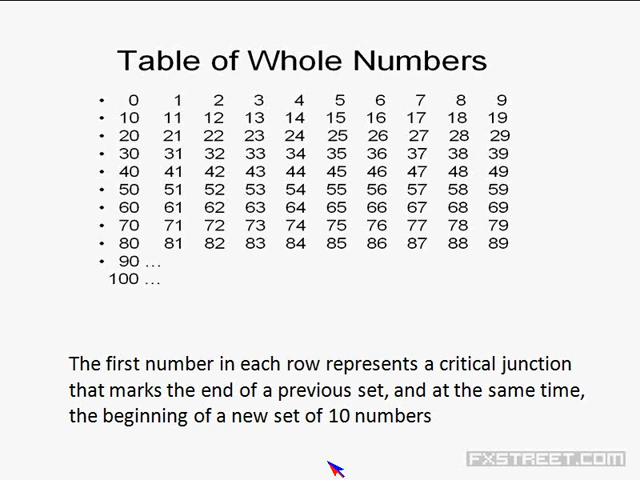 Table of Whole Numbers
• 0 1 2 3 4 5 6 7 8 9
• 10 11 12 13 14 15 16 17 18 19
• 20 21 22 23 24 25 26 27 28 29
• 30 31 32 33 34 35 36 37 38 39
• 40 41 42 43 44 45 46 47 48 49
• 50 51 52 53 54 55 56 57 58 59
• 60 61 62 63 64 65 66 67 68 69
• 70 71 72 73 74 75 76 77 78 79
• 80 81 82 83 84 85 86 87 88 89
• 90 ...
100 ...
The first number in each row represents a critical junction
that marks the end of a previous set, and at the same time,
the beginning of a new set of 10 numbers
FXSTREET.COM